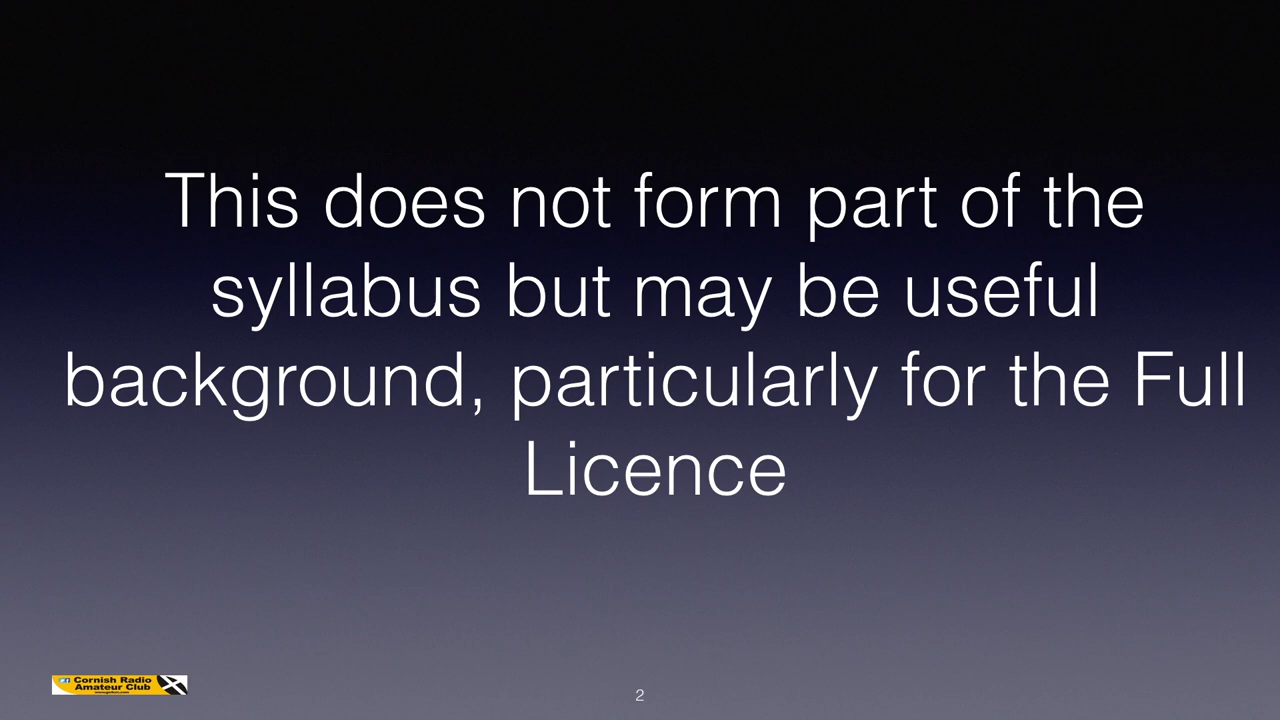 This does not form part of the
syllabus but may be useful
background, particularly for the Full
Licence
Cornish Radio
Amateur Club
2